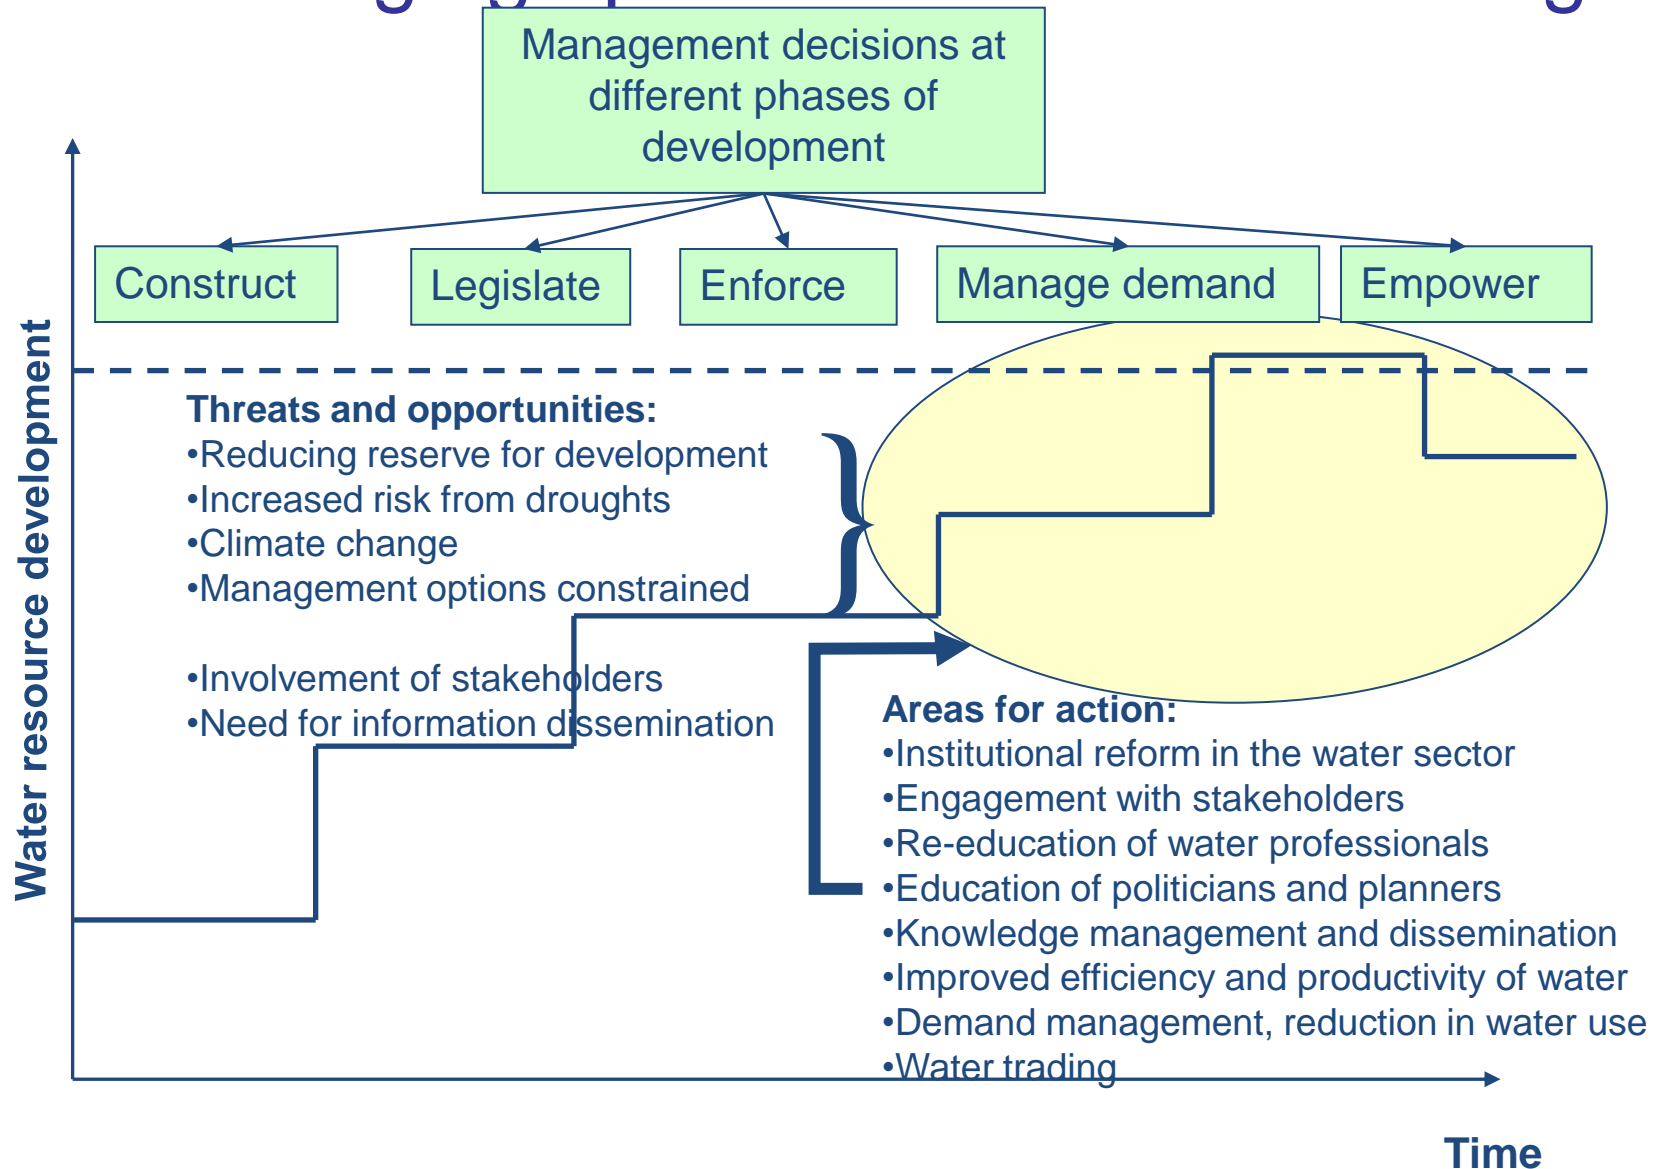 Management decisions at
different phases of
development
Construct
Legislate
Enforce
Manage demand
Empower
Water resource development
Threats and opportunities:
•Reducing reserve for development
•Increased risk from droughts
•Climate change
•Management options constrained
•Involvement of stakeholders
•Need for information dissemination
Areas for action:
•Institutional reform in the water sector
•Engagement with stakeholders
•Re-education of water professionals
•Education of politicians and planners
•Knowledge management and dissemination
•Improved efficiency and productivity of water
•Demand management, reduction in water use
•Water trading
Time